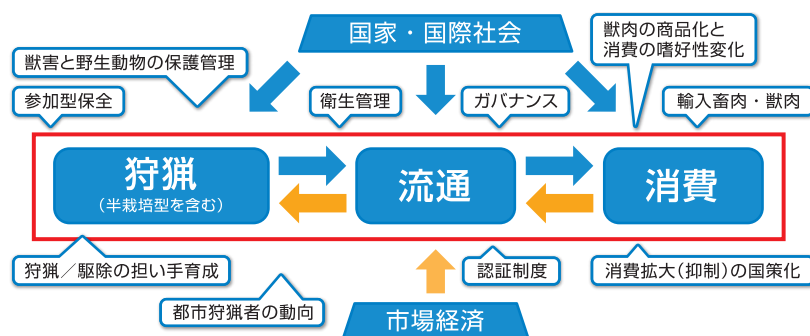 国家・国際社会
獣肉の商品化と
消費の嗜好性変化
獣害と野生動物の保護管理
参加型保全
衛生管理
ガバナンス
輸入畜肉・獣肉
狩猟
(半栽培型を含む)
流通
消費
狩猟／駆除の担い手育成
認証制度
消費拡大(抑制)の国策化
都市狩猟者の動向
市場経済